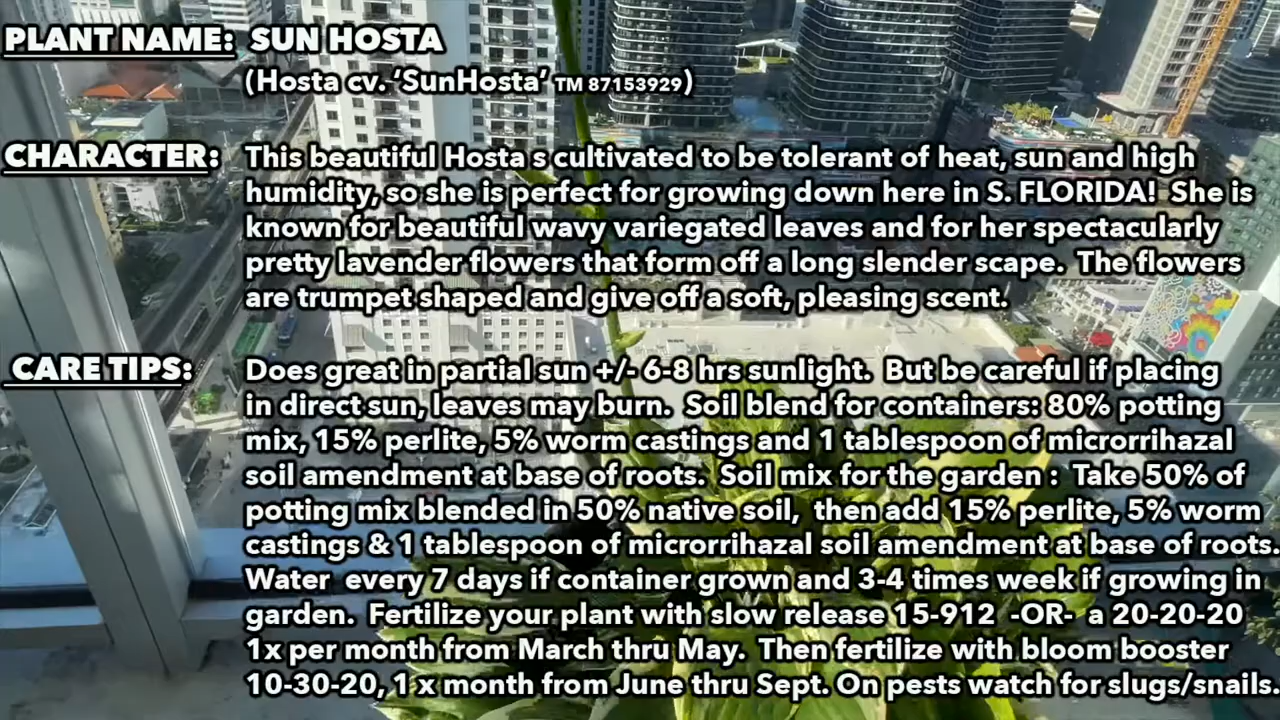 PLANT NAME: SUN HOSTA
(Hosta cv. ‘SunHosta’ TM 87153929)
CHARACTER: This beautiful Hosta s cultivated to be tolerant of heat, sun and high
humidity, so she is perfect for growing down here in S. FLORIDA! She is
known for beautiful wavy variegated leaves and for her spectacularly
pretty lavender flowers that form off a long slender scape. The flowers
are trumpet shaped and give off a soft, pleasing scent.
CARE TIPS: Does great in partial sun +/- 6-8 hrs sunlight. But be careful if placing
in direct sun, leaves may burn. Soil blend for containers: 80% potting
mix, 15% perlite, 5% worm castings and 1 tablespoon of microrrihazal
soil amendment at base of roots. Soil mix for the garden : Take 50% of
potting mix blended in 50% native soil, then add 15% perlite, 5% worm
castings & 1 tablespoon of microrrihazal soil amendment at base of roots.
Water every 7 days if container grown and 3-4 times week if growing in
garden. Fertilize your plant with slow release 15-912 -OR- a 20-20-20
1x per month from March thru May. Then fertilize with bloom booster
10-30-20, 1 x month from June thru Sept. On pests watch for slugs/snails.